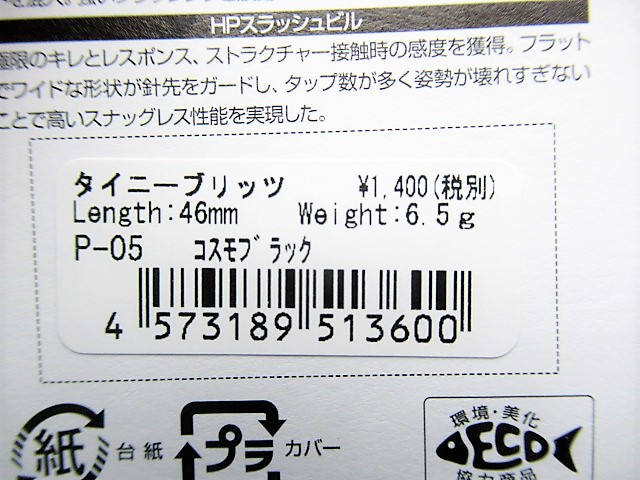 HPスラッシュビル
極限のキレとレスポンス、ストラクチャー接触時の感度を獲得。フラット
でワイドな形状が針先をガードし、タップ数が多く姿勢が壊れすぎない
ことで高いスナッグレス性能を実現した。
タイニーブリッツ ¥1,400(税別)
Length:46mm Weight:6.5g
P-05 コスモブラック
4 573189 513600
紙 台紙 プラ カバー
環境・美化
ECO
協力商品